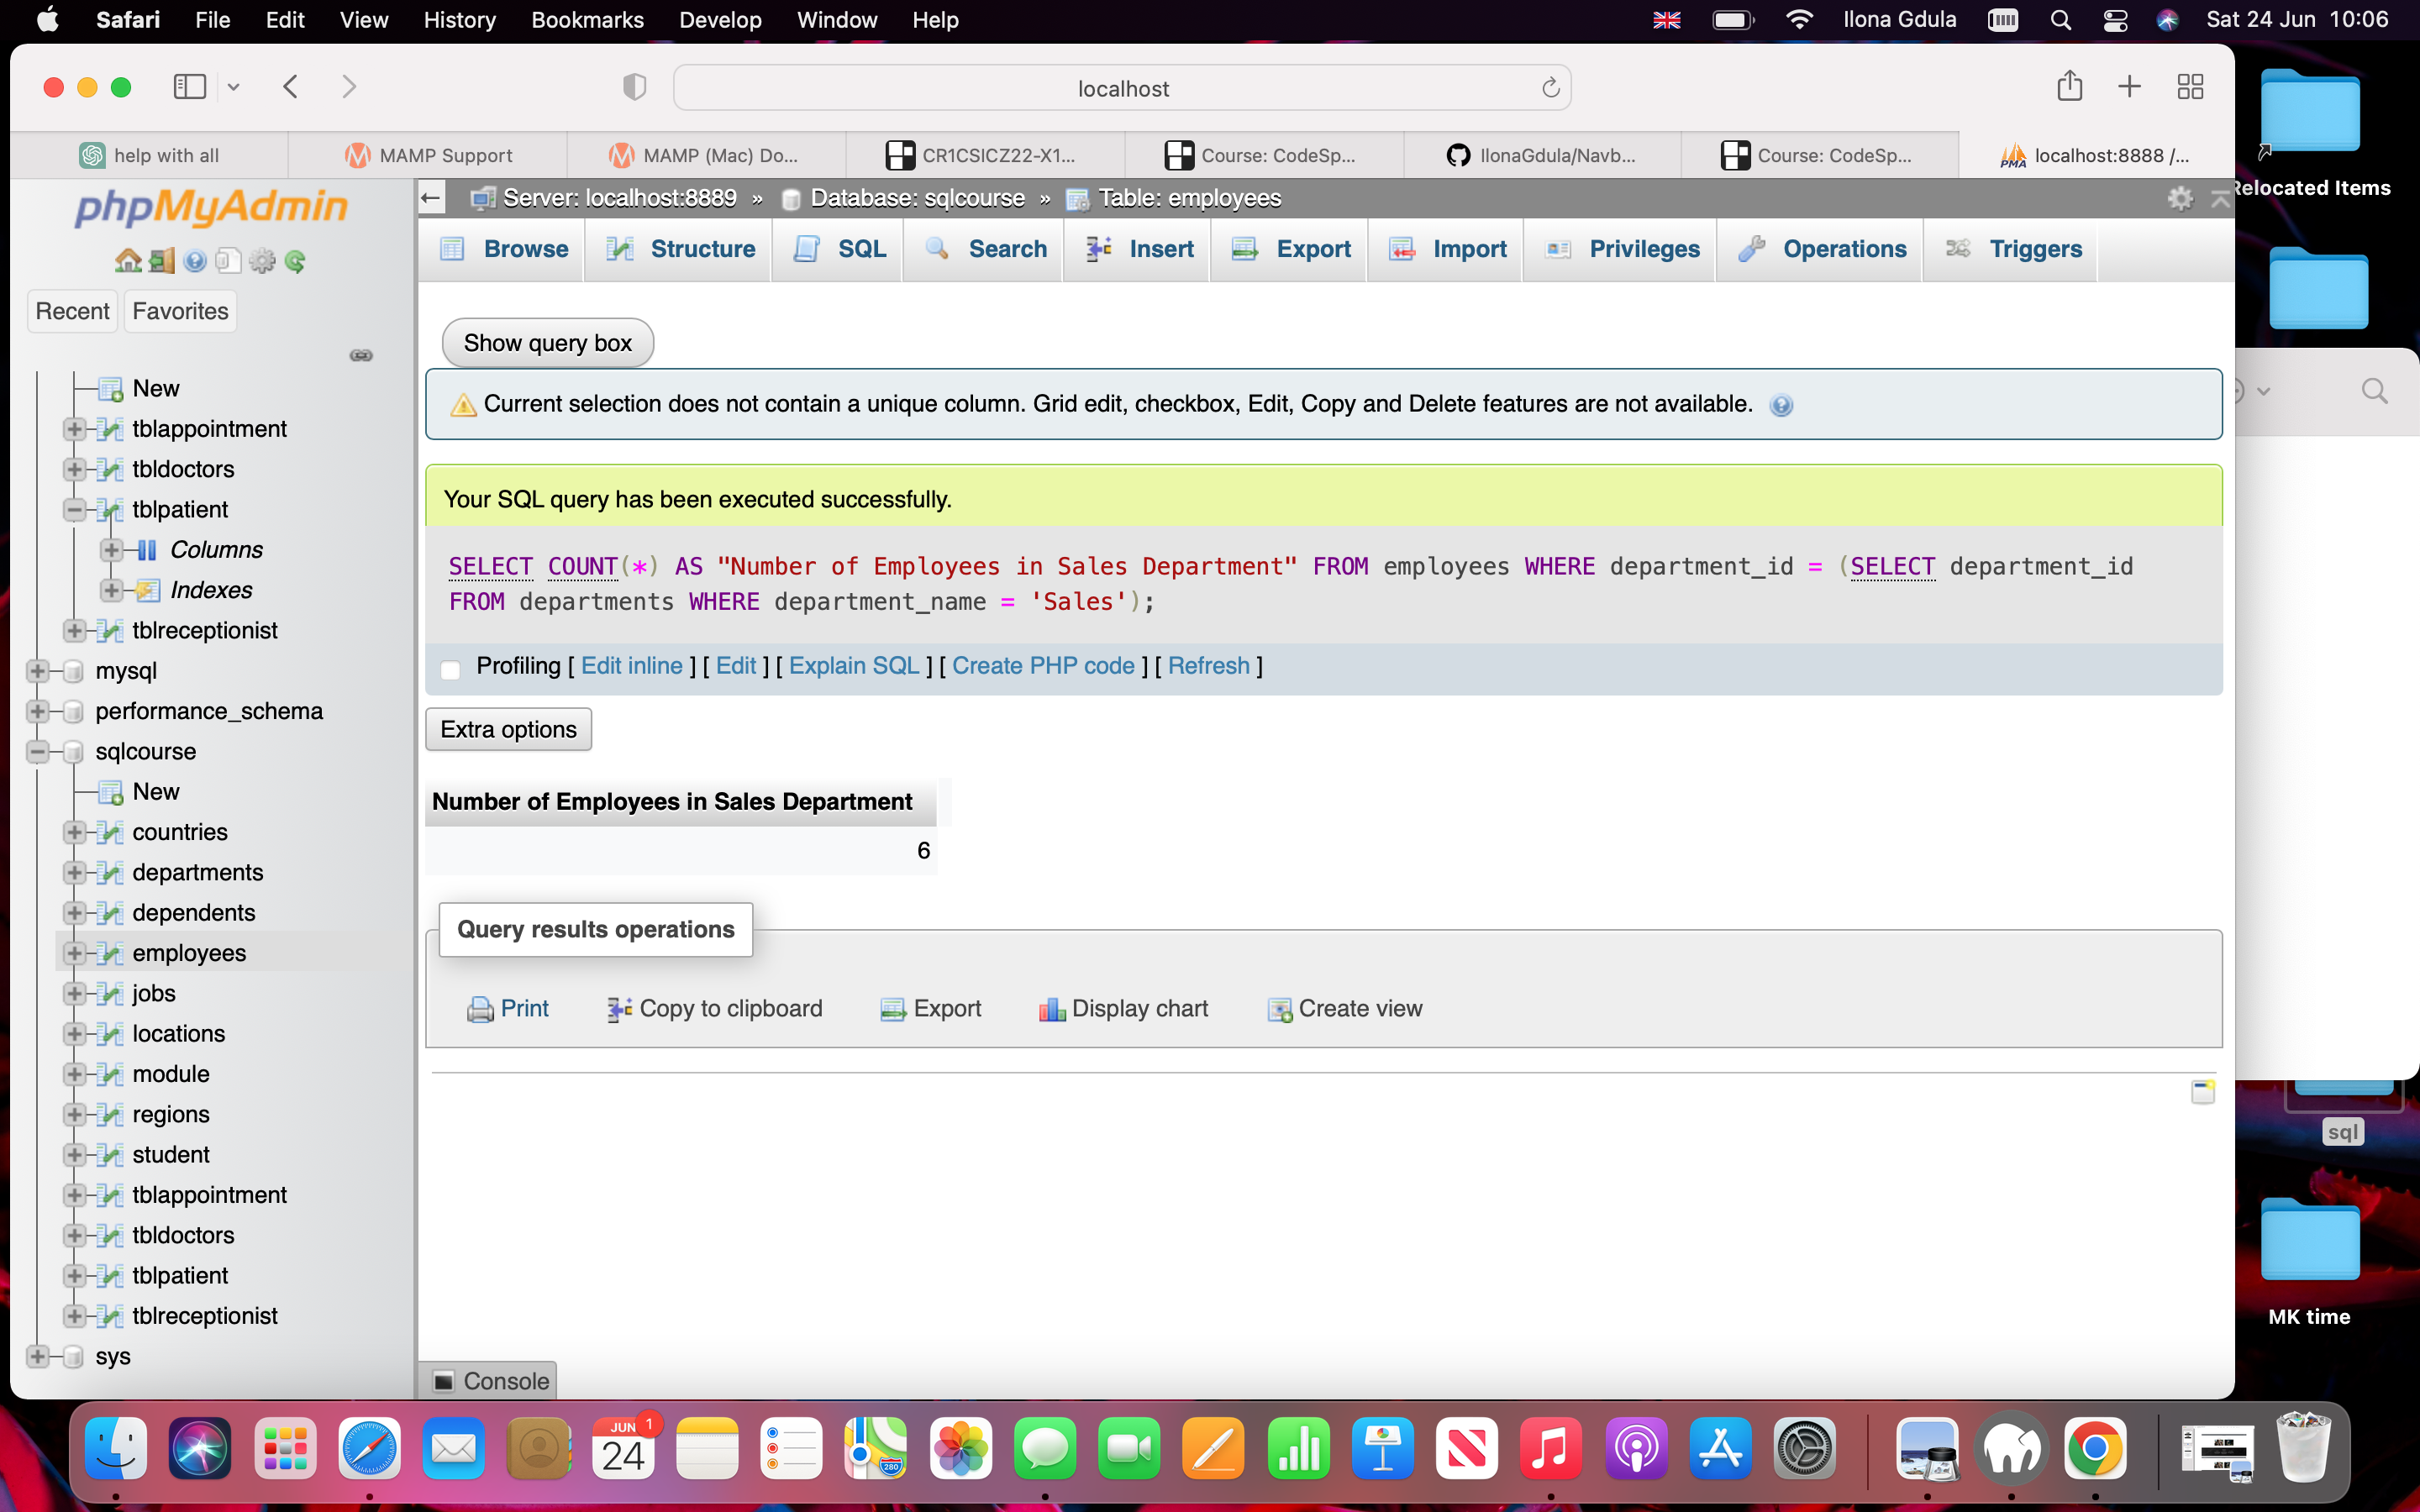 Safari File Edit View History Bookmarks Develop Window Help Ilona Gdula Sat 24 Jun 10:06
localhost
help with all MAMP Support MAMP (Mac) Do... CR1CSICZ22-X1... Course: CodeSp... IlonaGdula/Navb... Course: CodeSp... PMA localhost:8888 /...
phpMyAdmin
Recent Favorites
New
tblappointment
tbldoctors
tblpatient
Columns
Indexes
tblreceptionist
mysql
performance_schema
sqlcourse
New
countries
departments
dependents
employees
jobs
locations
module
regions
student
tblappointment
tbldoctors
tblpatient
tblreceptionist
sys
Server: localhost:8889 » Database: sqlcourse » Table: employees
Browse Structure SQL Search Insert Export Import Privileges Operations Triggers
Show query box
Current selection does not contain a unique column. Grid edit, checkbox, Edit, Copy and Delete features are not available.
Your SQL query has been executed successfully.
SELECT COUNT(*) AS "Number of Employees in Sales Department" FROM employees WHERE department_id = (SELECT department_id
FROM departments WHERE department_name = 'Sales');
Profiling [ Edit inline ] [ Edit ] [ Explain SQL ] [ Create PHP code ] [ Refresh ]
Extra options
Number of Employees in Sales Department
6
Query results operations
Print Copy to clipboard Export Display chart Create view
Console
Relocated Items
sql
MK time
JUN 1
24
280